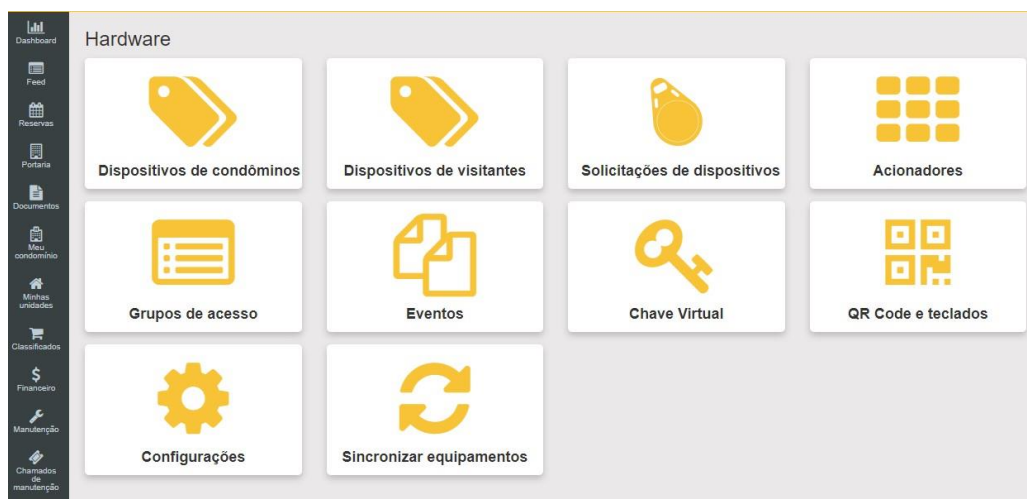 Dashboard
Feed
Reservas
Portaria
Documentos
Meu
condomínio
Minhas
unidades
Classificados
Financeiro
Manutenção
Chamados
de
manutenção
Hardware
Dispositivos de condôminos
Dispositivos de visitantes
Solicitações de dispositivos
Acionadores
Grupos de acesso
Eventos
Chave Virtual
QR Code e teclados
Configurações
Sincronizar equipamentos